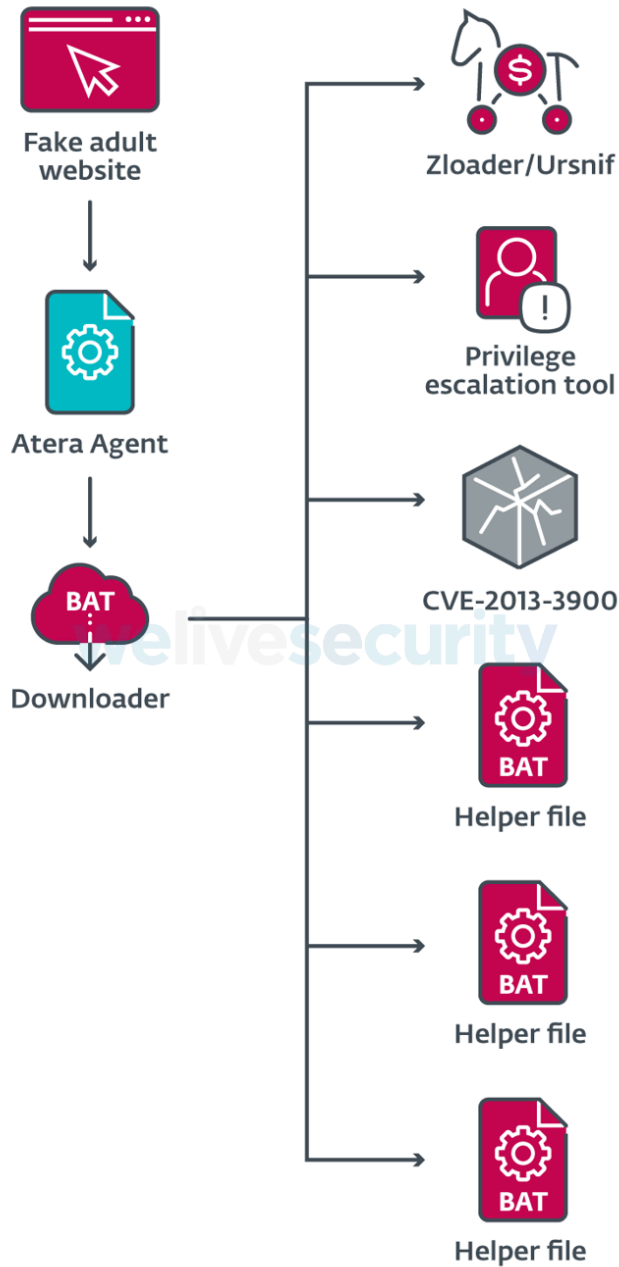 Fake adult
website
Atera Agent
BAT
Downloader
welivesecurity
$
Zloader/Ursnif
!
Privilege
escalation tool
CVE-2013-3900
BAT
Helper file
BAT
Helper file
BAT
Helper file